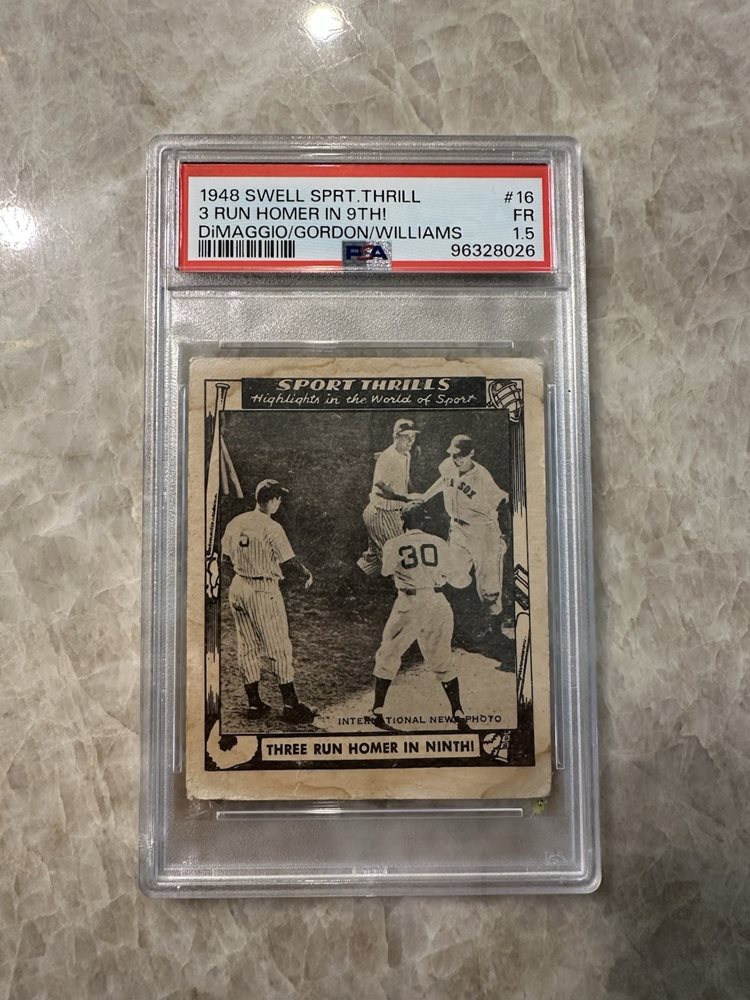 1948 SWELL SPRT.THRILL #16
3 RUN HOMER IN 9TH! FR
DiMAGGIO/GORDON/WILLIAMS 1.5
PSA 96328026
SPORT THRILLS
Highlights in the World of Sport
SOX
5
30
INTERNATIONAL NEWS PHOTO
THREE RUN HOMER IN NINTH!